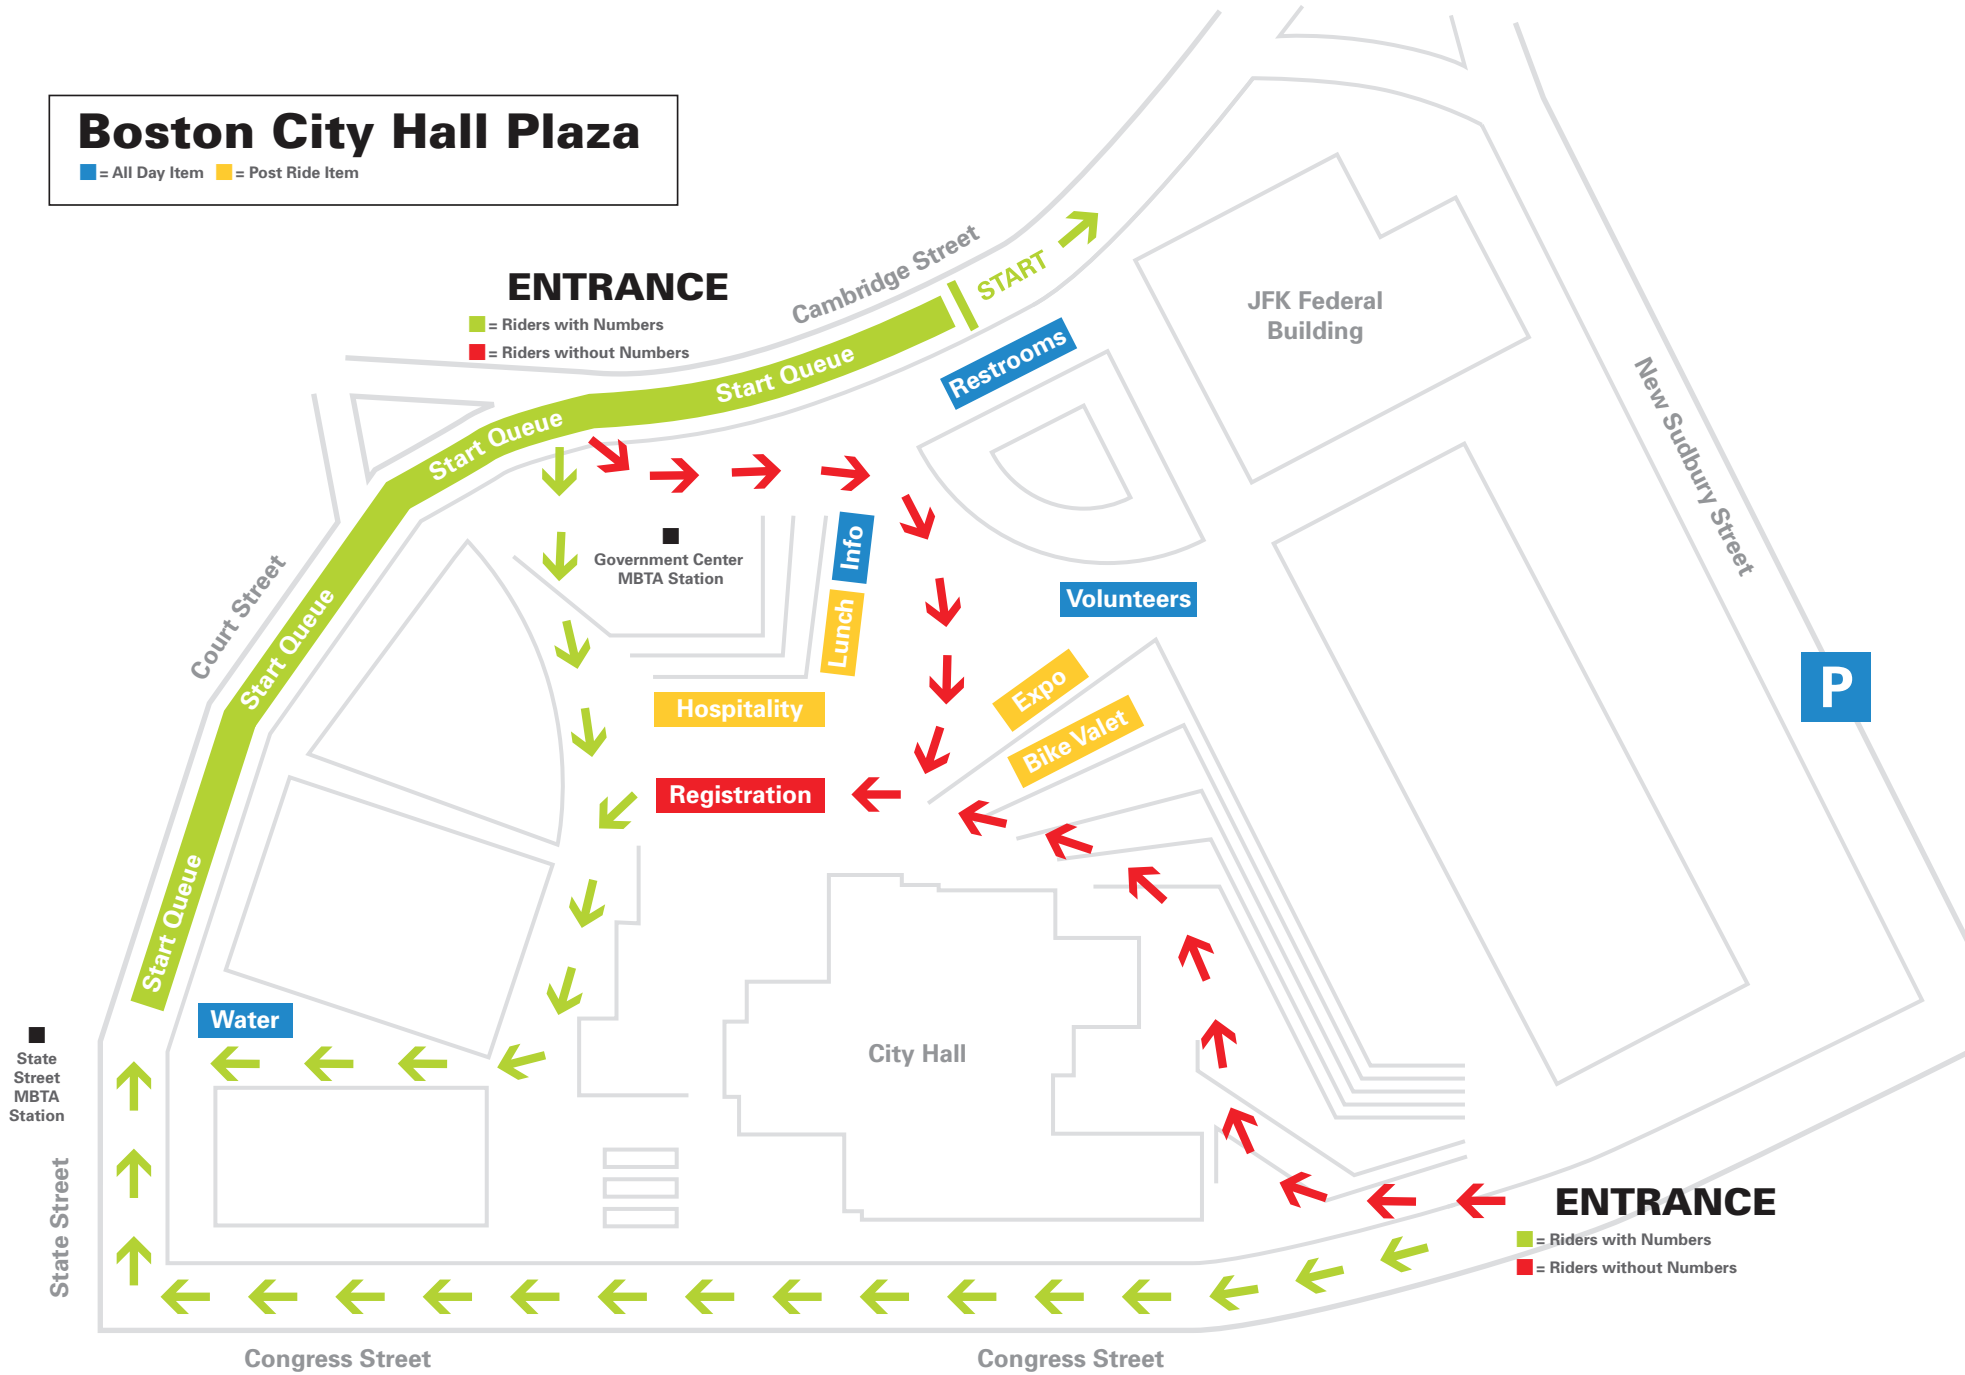 Boston City Hall Plaza
= All Day Item = Post Ride Item
ENTRANCE
= Riders with Numbers
= Riders without Numbers
Cambridge Street
START
Start Queue
Start Queue
Start Queue
Start Queue
Court Street
Restrooms
JFK Federal
Building
New Sudbury Street
Government Center
MBTA Station
Info
Lunch
Volunteers
Hospitality
Expo
Bike Valet
P
Registration
Water
City Hall
State
Street
MBTA
Station
State Street
ENTRANCE
= Riders with Numbers
= Riders without Numbers
Congress Street
Congress Street